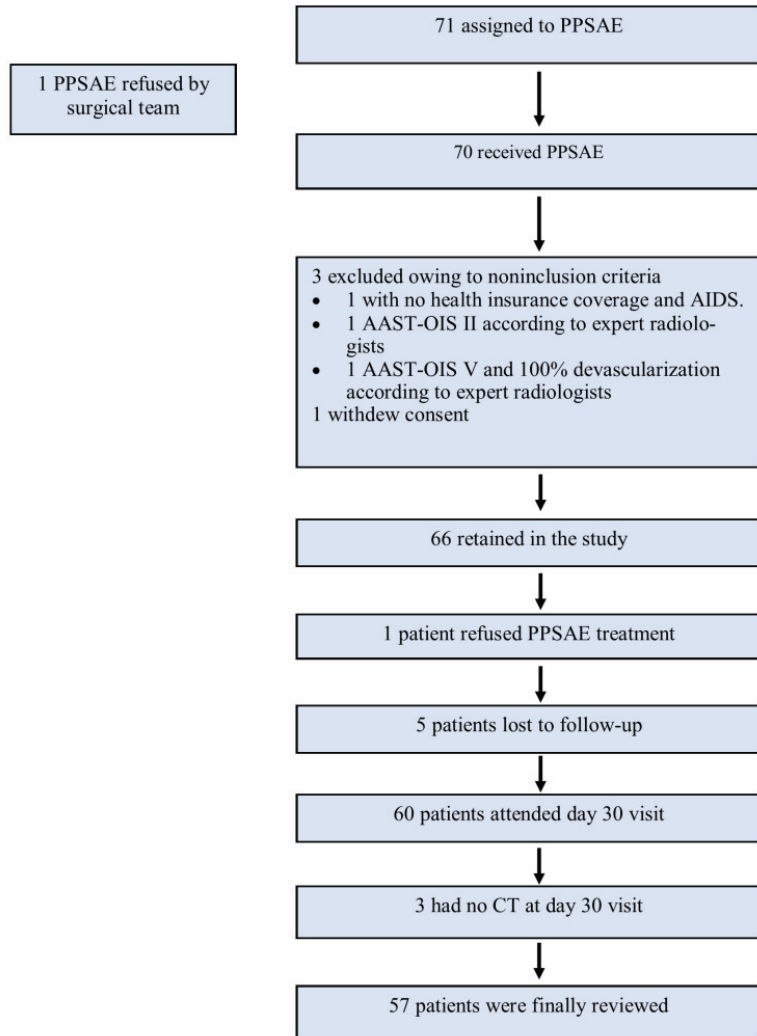 71 assigned to PPSAE
1 PPSAE refused by
surgical team
70 received PPSAE
3 excluded owing to noninclusion criteria
• 1 with no health insurance coverage and AIDS.
• 1 AAST-OIS II according to expert radiolo-
gists
• 1 AAST-OIS V and 100% devascularization
according to expert radiologists
1 withdew consent
66 retained in the study
1 patient refused PPSAE treatment
5 patients lost to follow-up
60 patients attended day 30 visit
3 had no CT at day 30 visit
57 patients were finally reviewed